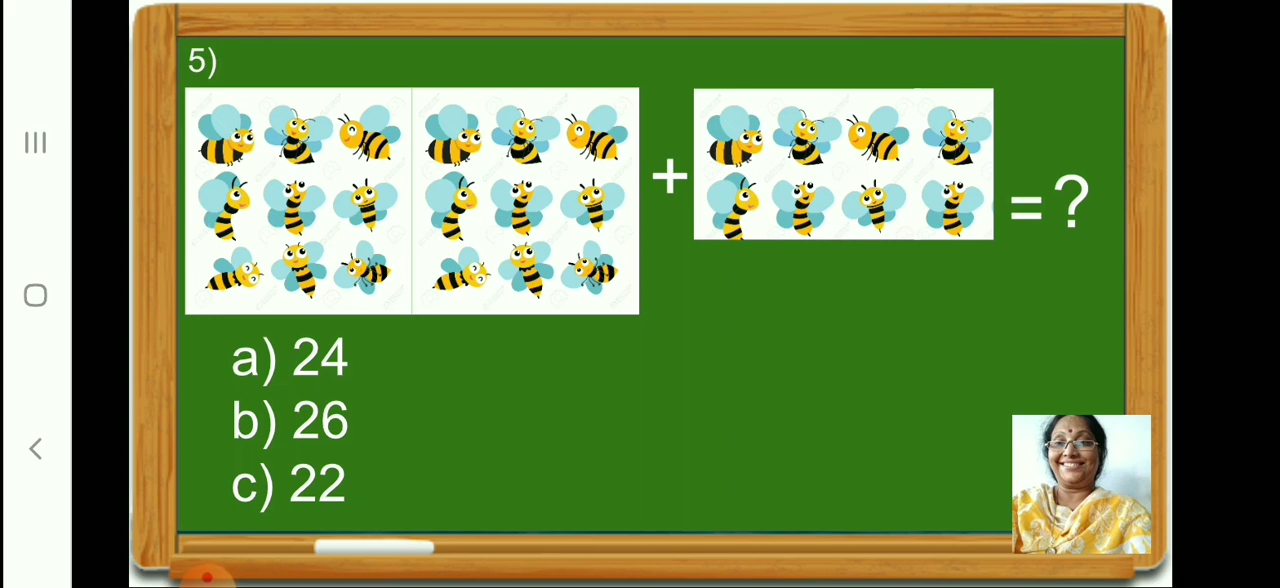 5)
+
= ?
a) 24
b) 26
c) 22